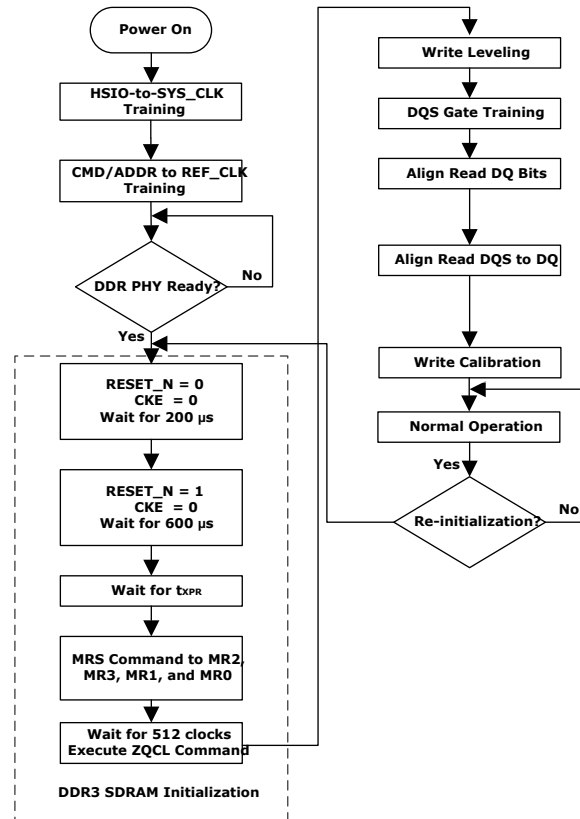 Power On
HSIO-to-SYS_CLK
Training
CMD/ADDR to REF_CLK
Training
DDR PHY Ready?
No
Yes
RESET_N = 0
CKE = 0
Wait for 200 µs
RESET_N = 1
CKE = 0
Wait for 600 µs
Wait for tXPR
MRS Command to MR2,
MR3, MR1, and MR0
Wait for 512 clocks
Execute ZQCL Command
DDR3 SDRAM Initialization
Write Leveling
DQS Gate Training
Align Read DQ Bits
Align Read DQS to DQ
Write Calibration
Normal Operation
Yes
Re-initialization?
No